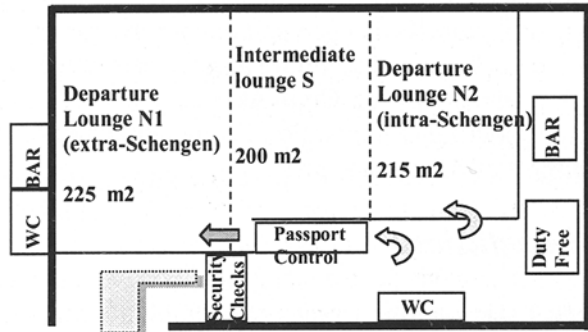 Departure
Lounge N1
(extra-Schengen)
225 m2
Intermediate
lounge S
200 m2
Departure
Lounge N2
(intra-Schengen)
215 m2
BAR
WC
BAR
Duty
Free
Passport
Control
Security
Checks
WC